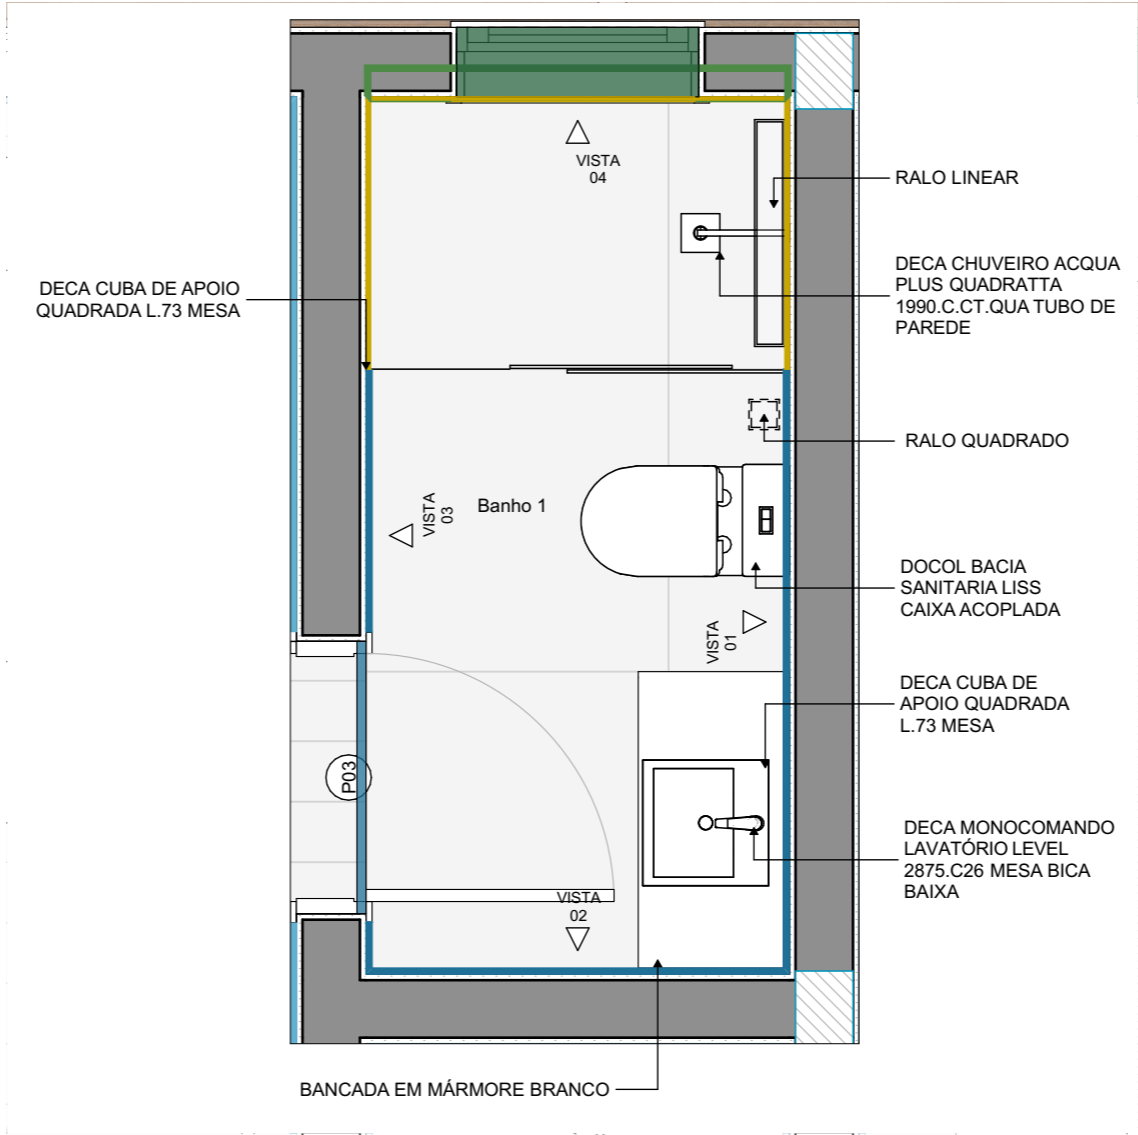 VISTA
04
RALO LINEAR
DECA CHUVEIRO ACQUA
PLUS QUADRATTA
1990.C.CT.QUA TUBO DE
PAREDE
DECA CUBA DE APOIO
QUADRADA L.73 MESA
RALO QUADRADO
Banho 1
VISTA
03
DOCOL BACIA
SANITARIA LISS
CAIXA ACOPLADA
VISTA
01
DECA CUBA DE
APOIO QUADRADA
L.73 MESA
P03
DECA MONOCOMANDO
LAVATÓRIO LEVEL
2875.C26 MESA BICA
BAIXA
VISTA
02
BANCADA EM MÁRMORE BRANCO